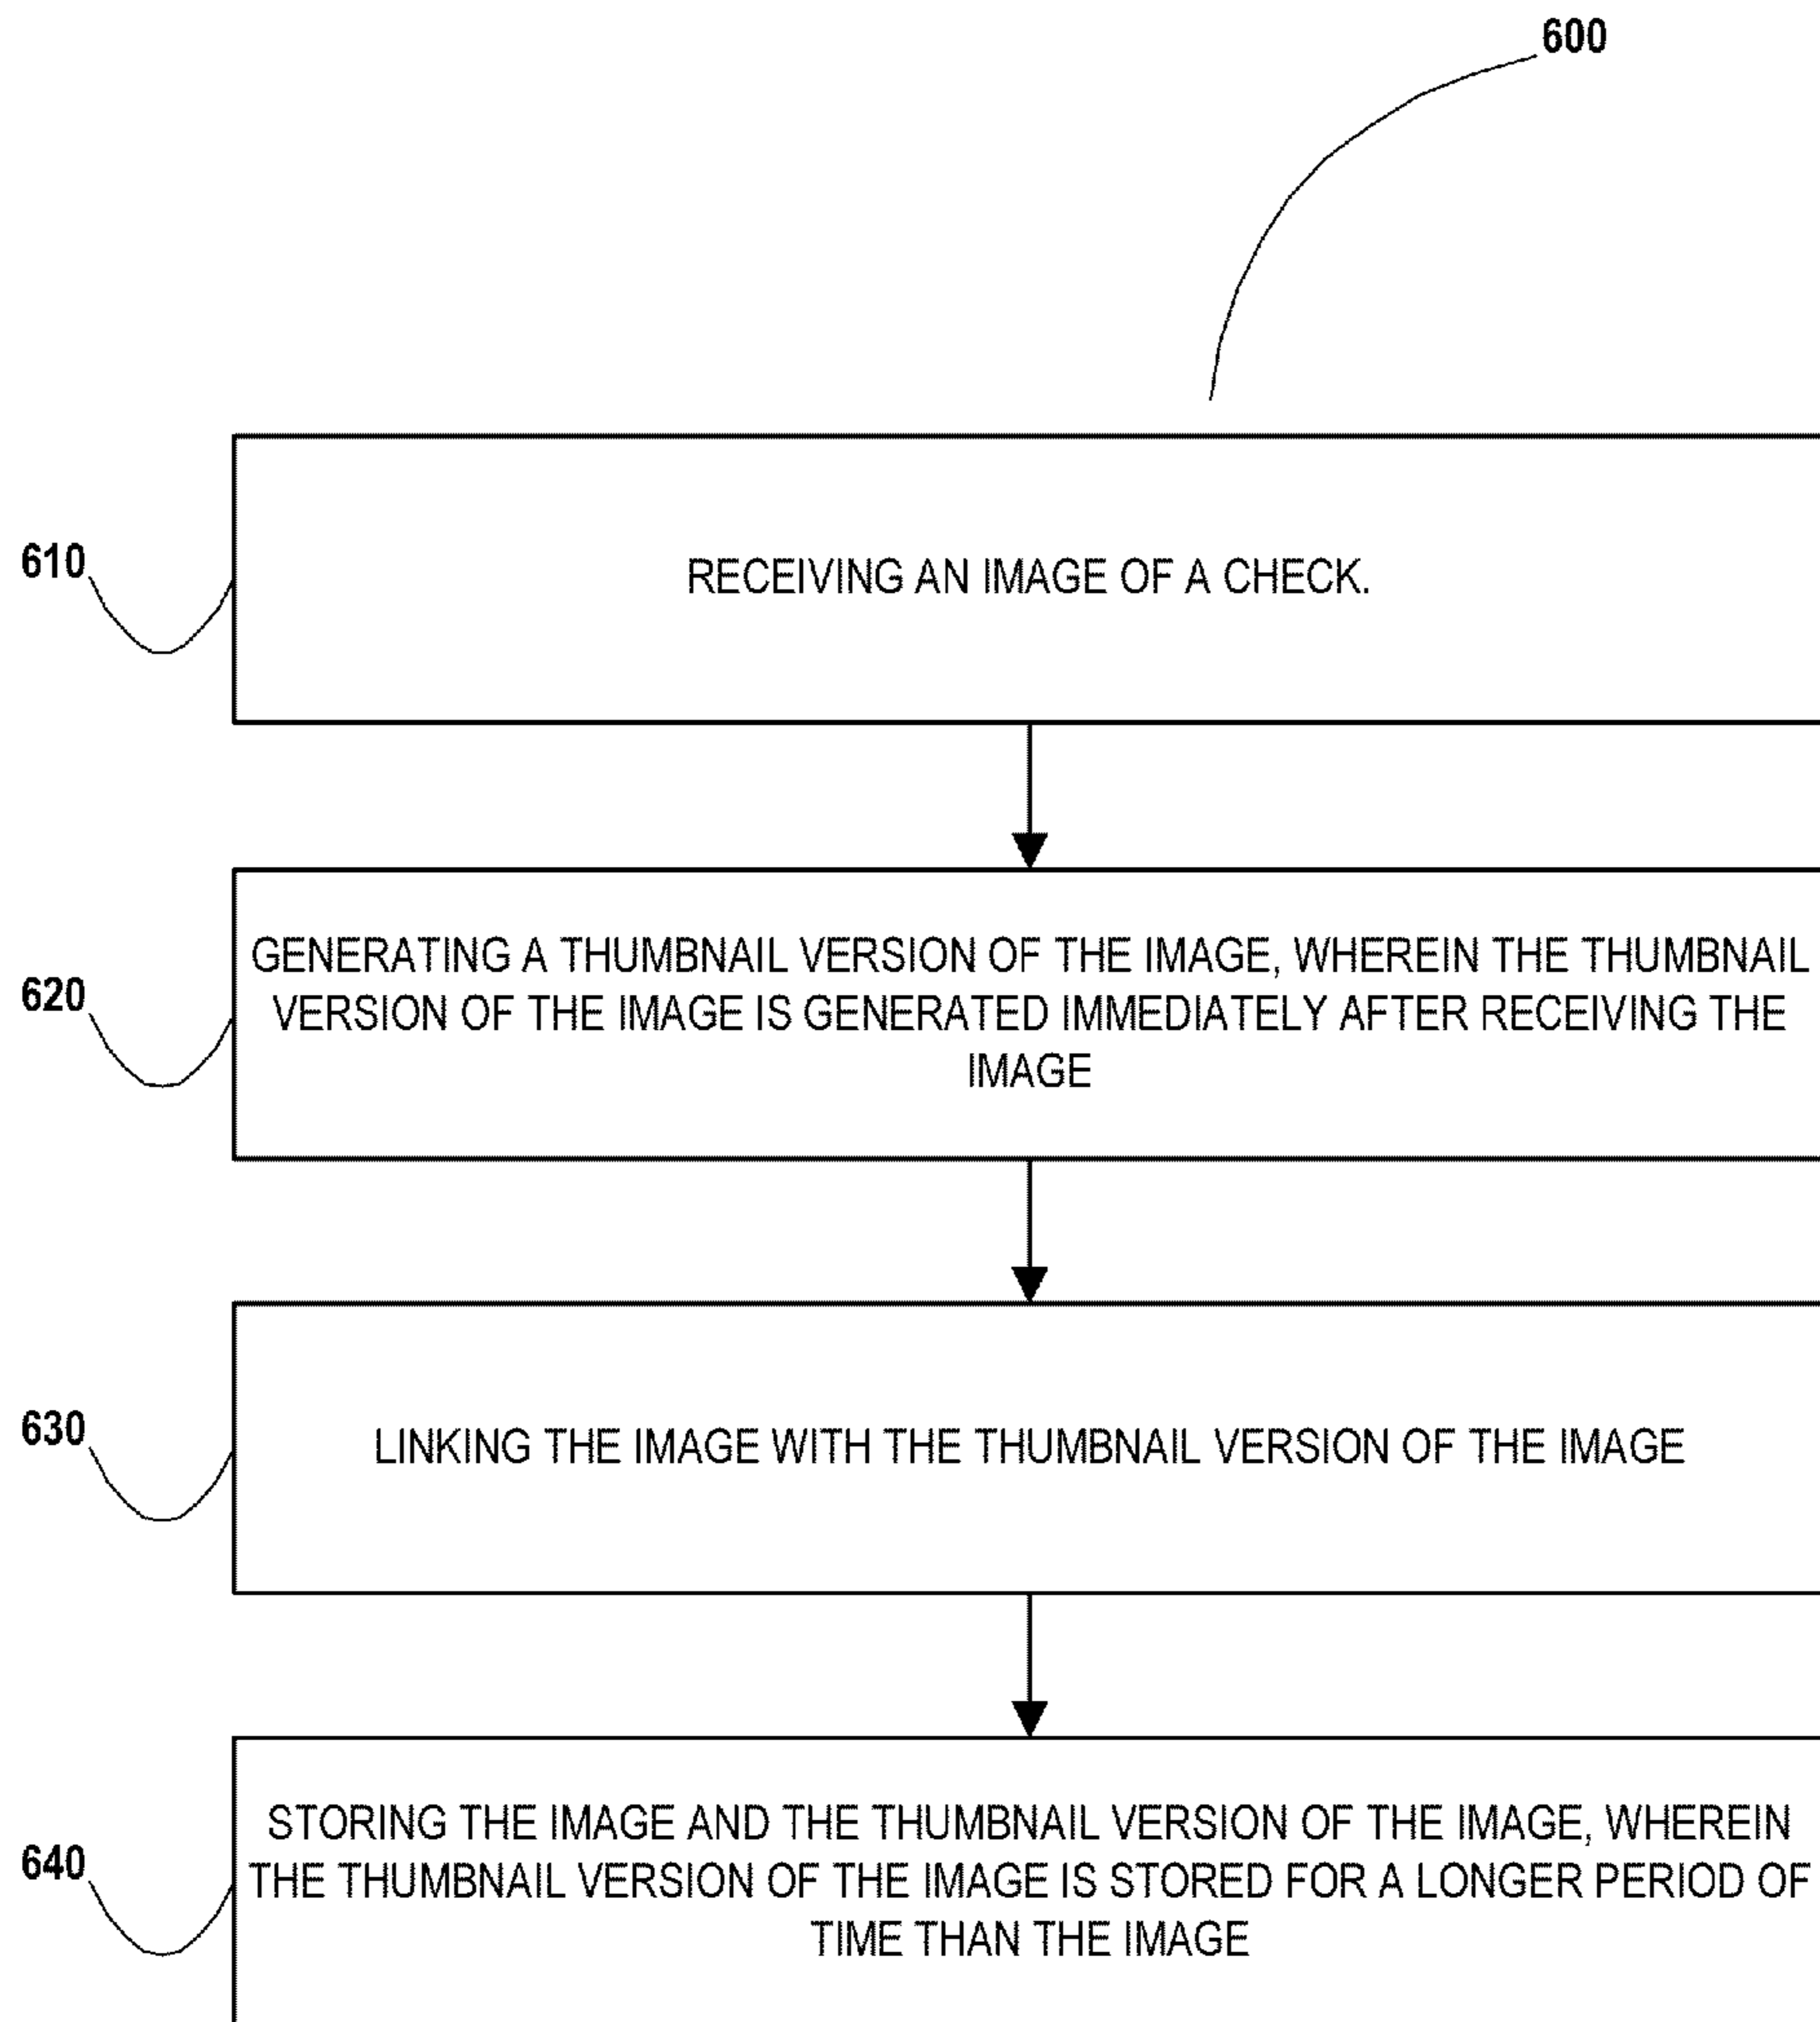 600
610
RECEIVING AN IMAGE OF A CHECK.
620
GENERATING A THUMBNAIL VERSION OF THE IMAGE, WHEREIN THE THUMBNAIL
VERSION OF THE IMAGE IS GENERATED IMMEDIATELY AFTER RECEIVING THE
IMAGE
630
LINKING THE IMAGE WITH THE THUMBNAIL VERSION OF THE IMAGE
640
STORING THE IMAGE AND THE THUMBNAIL VERSION OF THE IMAGE, WHEREIN
THE THUMBNAIL VERSION OF THE IMAGE IS STORED FOR A LONGER PERIOD OF
TIME THAN THE IMAGE